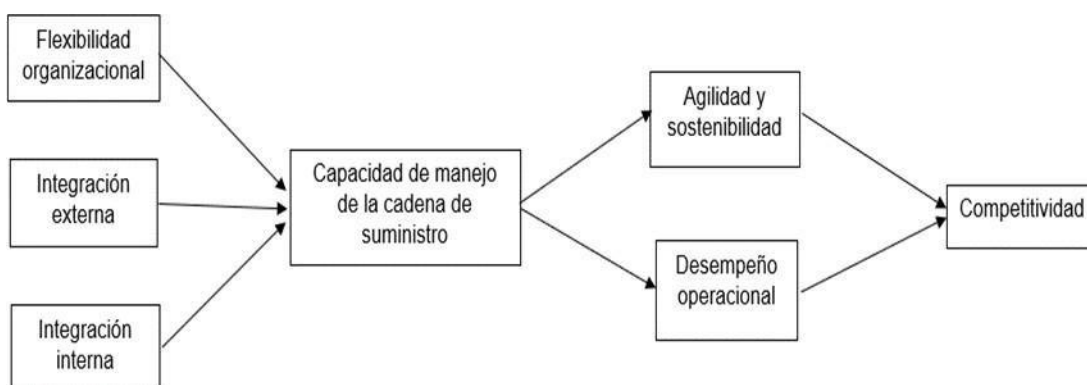 Flexibilidad
organizacional
Integración
externa
Integración
interna
Capacidad de manejo
de la cadena de
suministro
Agilidad y
sostenibilidad
Desempeño
operacional
Competitividad